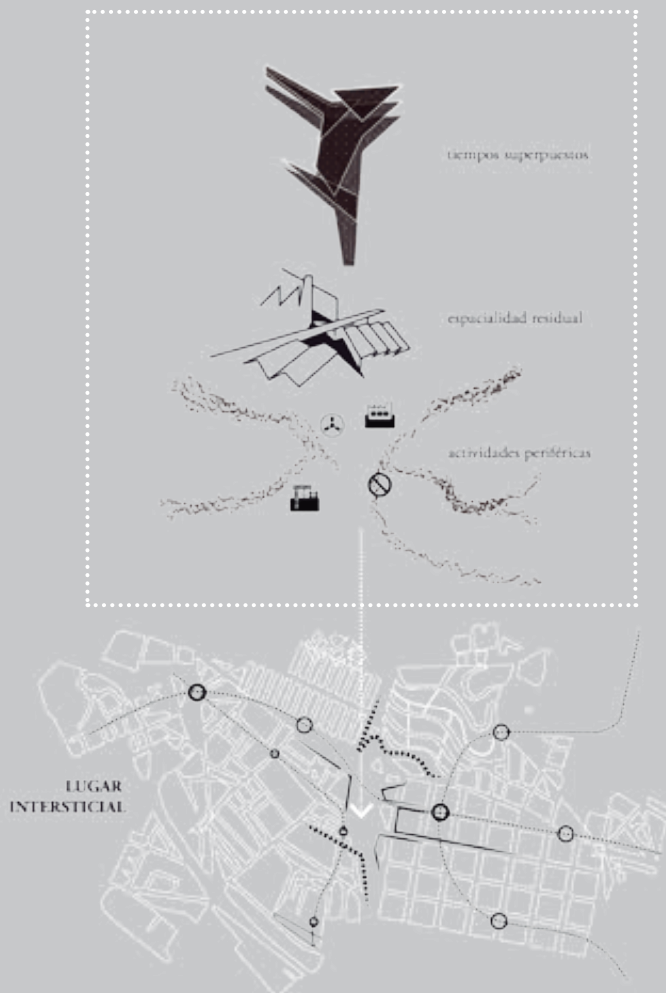 tiempos superpuestos
espacialidad residual
actividades periféricas
LUGAR
INTERSTICIAL